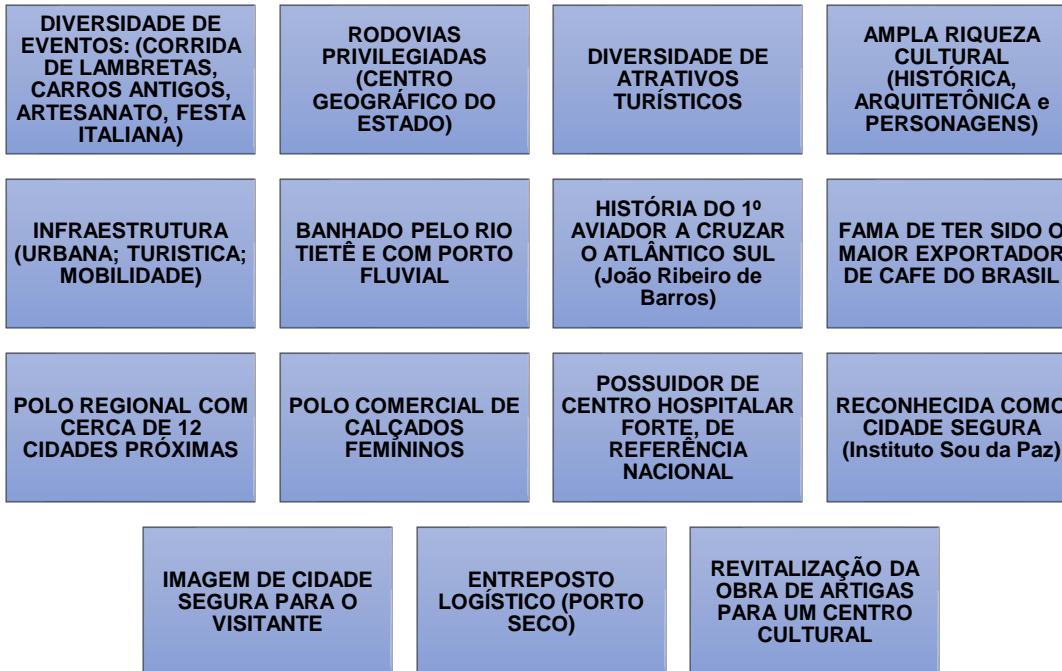 DIVERSIDADE DE
EVENTOS: (CORRIDA
DE LAMBRETAS,
CARROS ANTIGOS,
ARTESANATO, FESTA
ITALIANA)
RODOVIAS
PRIVILEGIADAS
(CENTRO
GEOGRÁFICO DO
ESTADO)
DIVERSIDADE DE
ATRATIVOS
TURÍSTICOS
AMPLA RIQUEZA
CULTURAL
(HISTÓRICA,
ARQUITETÔNICA e
PERSONAGENS)
INFRAESTRUTURA
(URBANA; TURISTICA;
MOBILIDADE)
BANHADO PELO RIO
TIETÊ E COM PORTO
FLUVIAL
HISTÓRIA DO 1º
AVIADOR A CRUZAR
O ATLÂNTICO SUL
(João Ribeiro de
Barros)
FAMA DE TER SIDO O
MAIOR EXPORTADOR
DE CAFE DO BRASIL
POLO REGIONAL COM
CERCA DE 12
CIDADES PRÓXIMAS
POLO COMERCIAL DE
CALÇADOS
FEMININOS
POSSUIDOR DE
CENTRO HOSPITALAR
FORTE, DE
REFERÊNCIA
NACIONAL
RECONHECIDA COMO
CIDADE SEGURA
(Instituto Sou da Paz)
IMAGEM DE CIDADE
SEGURA PARA O
VISITANTE
ENTREPOSTO
LOGÍSTICO (PORTO
SECO)
REVITALIZAÇÃO DA
OBRA DE ARTIGAS
PARA UM CENTRO
CULTURAL